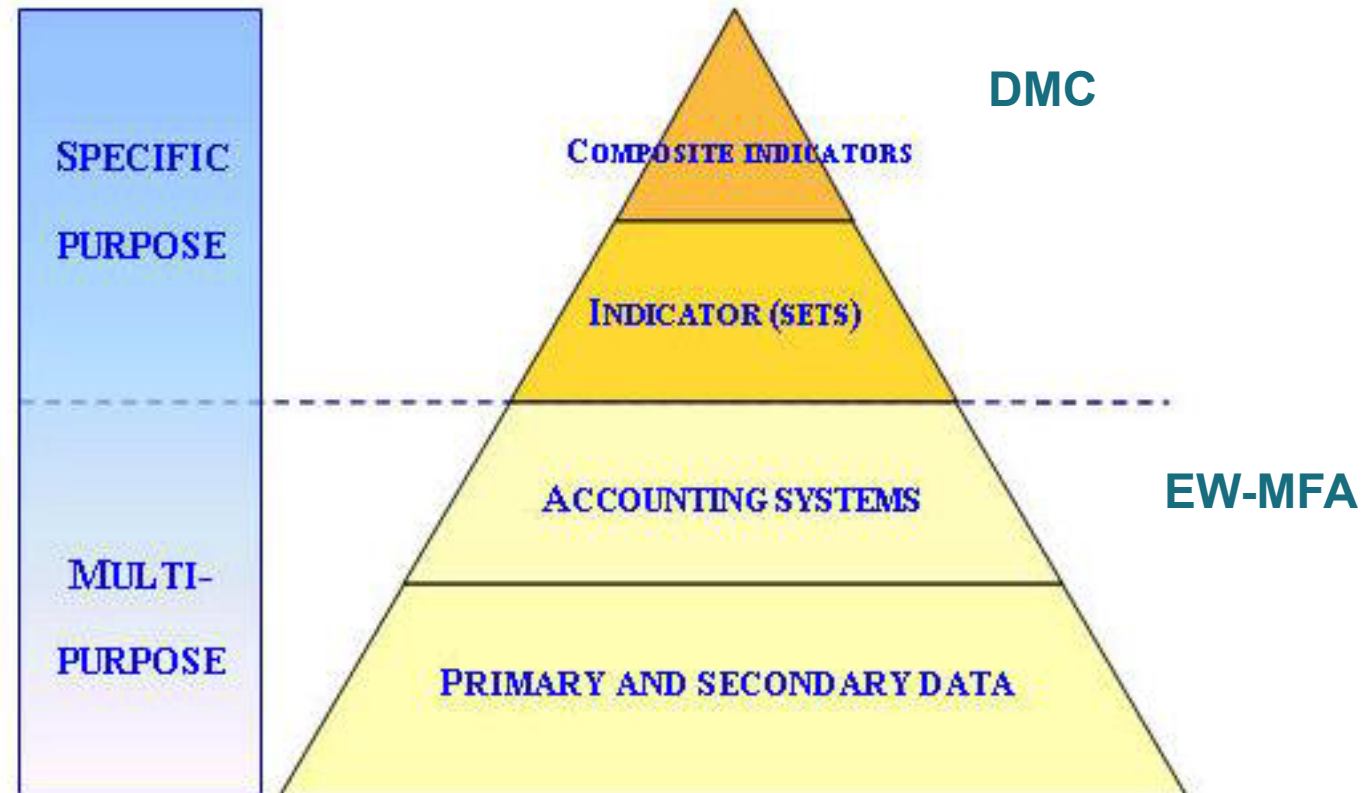 DMC
COMPOSITE INDICATORS
SPECIFIC
PURPOSE
INDICATOR (SETS)
ACCOUNTING SYSTEMS
EW-MFA
MULTI-
PURPOSE
PRIMARY AND SECONDARY DATA